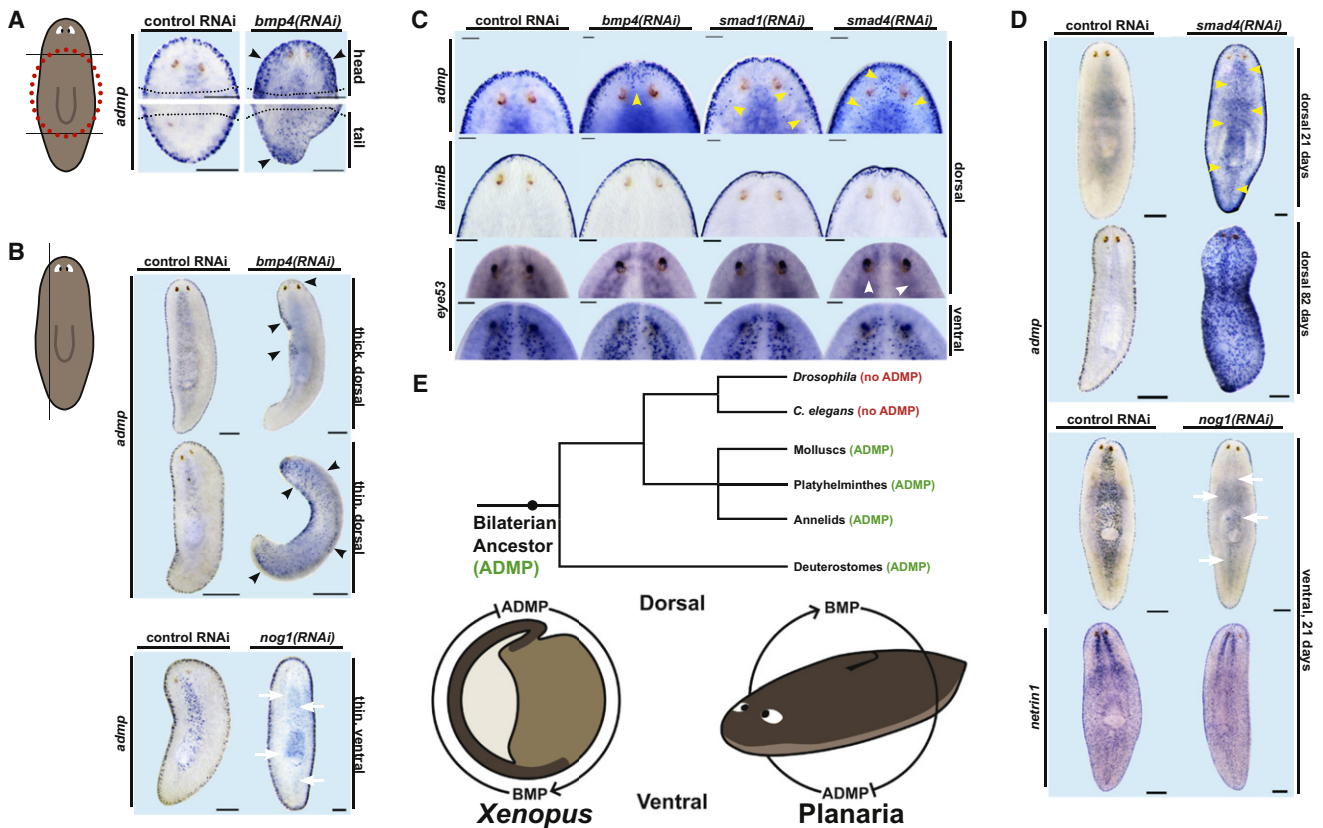 A
control RNAi
bmp4(RNAi)
admp
head
tail
B
control RNAi
bmp4(RNAi)
admp
thick, dorsal
thin, dorsal
control RNAi
nog1(RNAi)
admp
thin, ventral
C
control RNAi
bmp4(RNAi)
smad1(RNAi)
smad4(RNAi)
admp
laminB
eye53
dorsal
ventral
D
control RNAi
smad4(RNAi)
admp
dorsal 21 days
dorsal 82 days
control RNAi
nog1(RNAi)
netrin1
ventral, 21 days
E
Drosophila (no ADMP)
C. elegans (no ADMP)
Molluscs (ADMP)
Platyhelminthes (ADMP)
Annelids (ADMP)
Deuterostomes (ADMP)
Bilaterian
Ancestor
(ADMP)
Dorsal
ADMP
BMP
BMP
ADMP
Ventral
Xenopus
Planaria